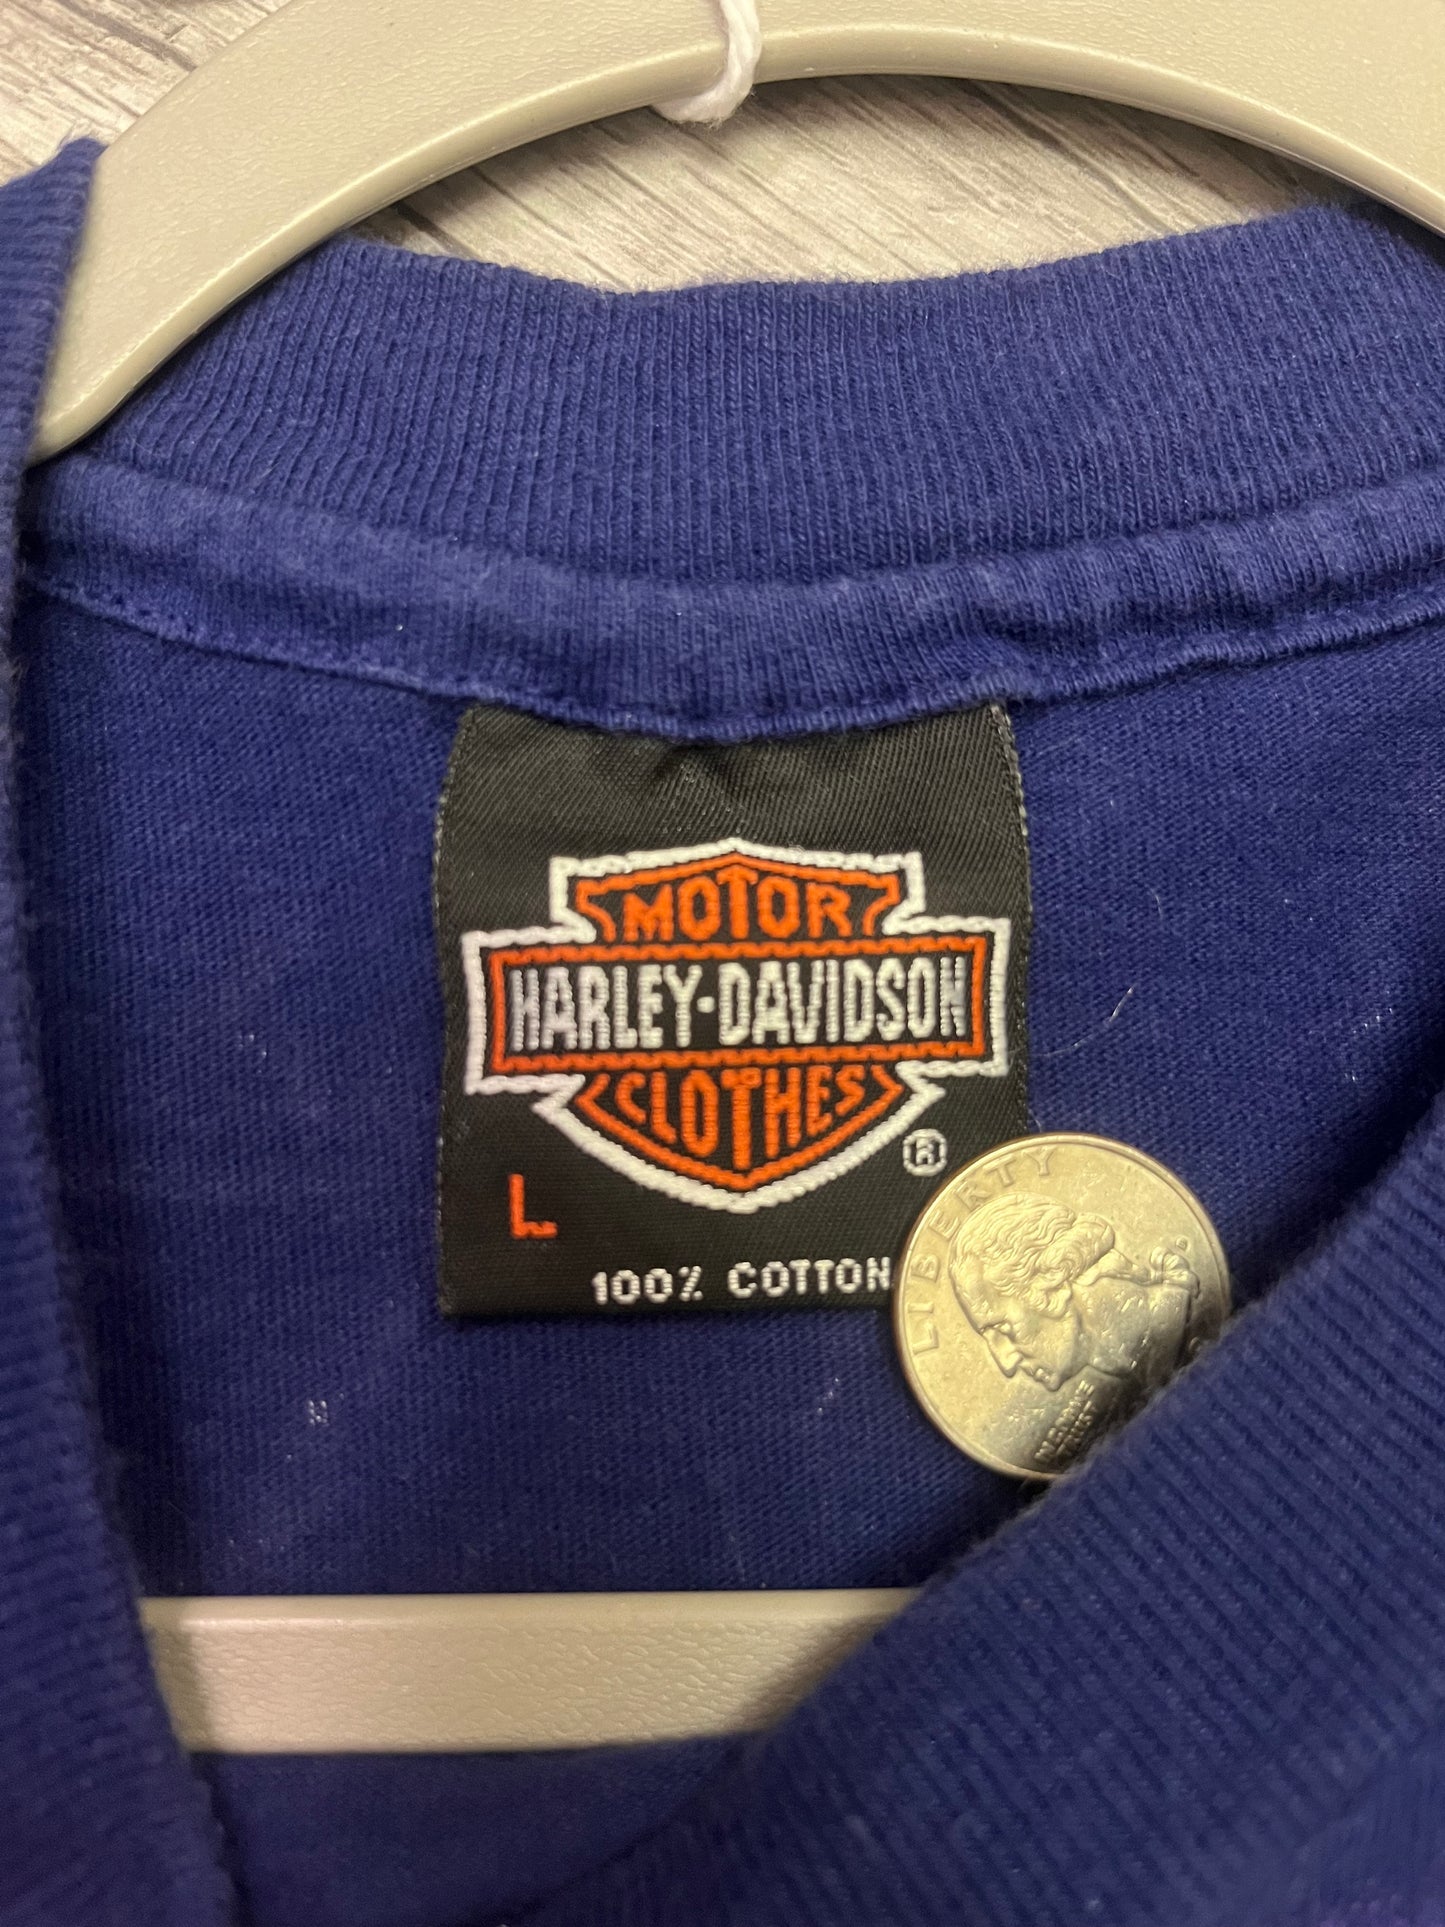 MOTOR
HARLEY-DAVIDSON
CLOTHES
®
L
100% COTTON
LIBERTY